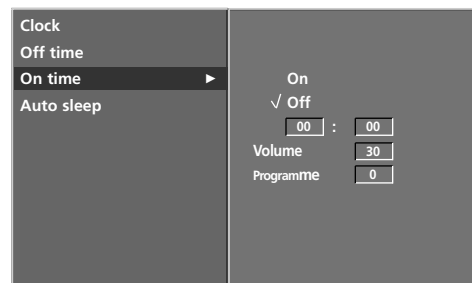 Clock
Off time
On time ►
Auto sleep
On
√ Off
00 : 00
Volume 30
Programme 0